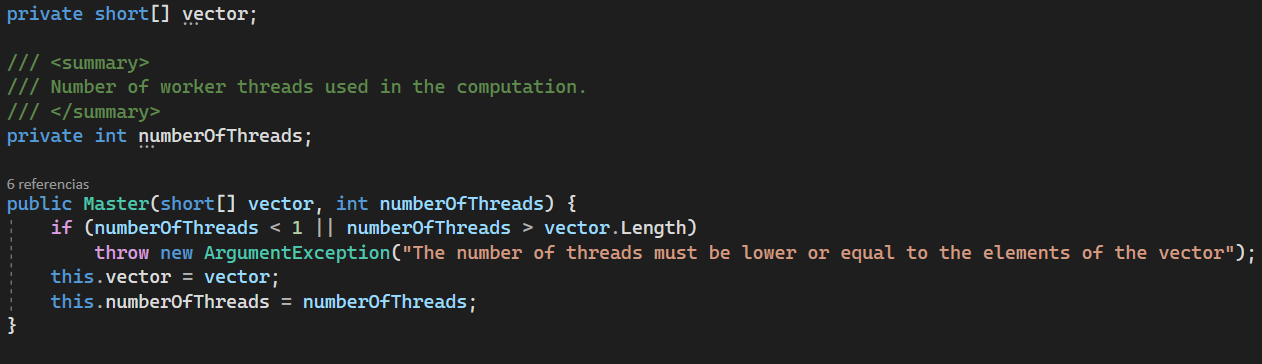 private short[] vector;
/// <summary>
/// Number of worker threads used in the computation.
/// </summary>
private int numberOfThreads;
6 referencias
public Master(short[] vector, int numberOfThreads) {
if (numberOfThreads < 1 || numberOfThreads > vector.Length)
throw new ArgumentException("The number of threads must be lower or equal to the elements of the vector");
this.vector = vector;
this.numberOfThreads = numberOfThreads;
}